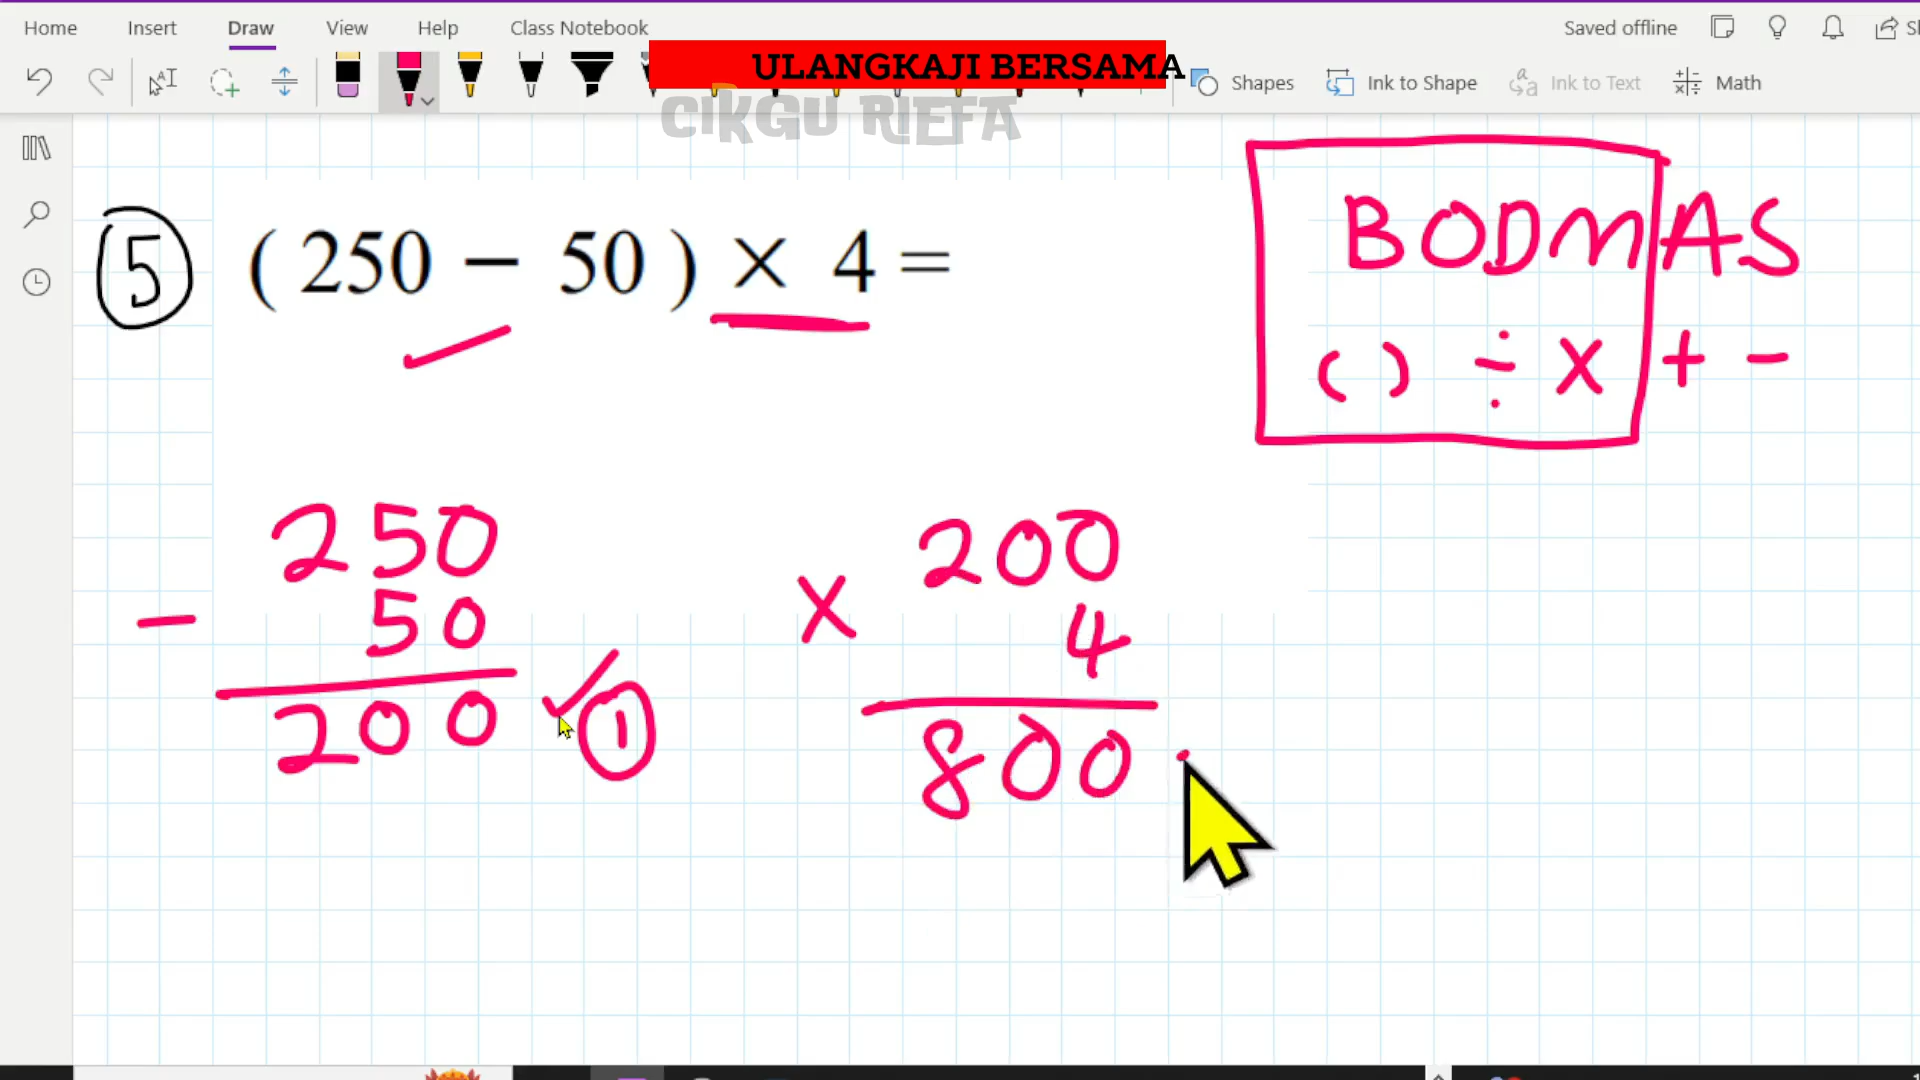 Home Insert Draw View Help Class Notebook Saved offline
ULANGKAJI BERSAMA
Shapes Ink to Shape Ink to Text Math
CIKGU RIEFA
5 ( 250 − 50 ) × 4 =
BODMAS
( ) ÷ × + −
250
− 50
200 ✓ 1
200
× 4
800